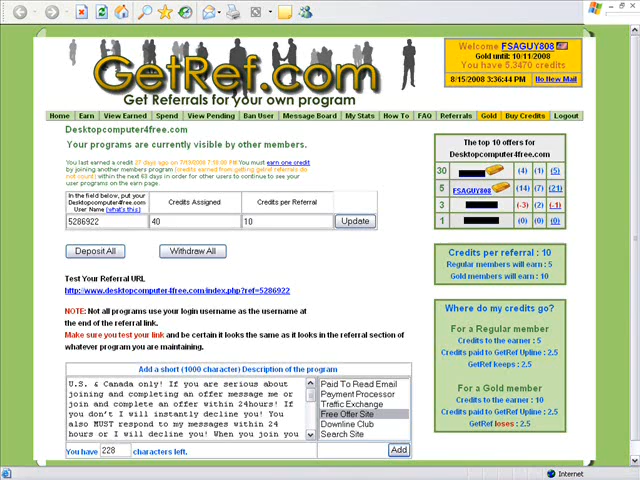 GetRef.com
Get Referrals for your own program
Welcome FSAGUY808
Gold until: 10/11/2008
You have 5.3470 credits
8/15/2008 3:36:44 PM No New Mail
Home Earn View Earned Spend View Pending Ban User Message Board My Stats How To FAQ Referrals Gold Buy Credits Logout
Desktopcomputer4free.com
Your programs are currently visible by other members.
You last earned a credit 27 days ago on 7/19/2008 7:18:00 PM You must earn one credit
by joining another members program (credits earned from getting getref referrals do
not count) within the next 63 days in order for other users to continue to see your
user programs on the earn page.
In the field below, put your
Desktopcomputer4free.com
User Name (what's this)
Credits Assigned
Credits per Referral
5286922
40
10
Update
Deposit All
Withdraw All
Test Your Referral URL
http://www.desktopcomputer4free.com/index.php?ref=5286922
NOTE: Not all programs use your login username as the username at
the end of the referral link.
Make sure you test your link and be certain it looks the same as it looks in the referral section of
whatever program you are maintaining.
Add a short (1000 character) Description of the program
U.S. & Canada only! If you are serious about
joining and completing an offer message me or
join and complete an offer within 24hours! If
you don't I will instantly decline you! You
also MUST respond to my messages within 24
hours or I will decline you! When you join you
Paid To Read Email
Payment Processor
Traffic Exchange
Free Offer Site
Downline Club
Search Site
You have 228 characters left.
Add
The top 10 offers for
Desktopcomputer4free.com
30 (4) (1) (5)
5 FSAGUY808 (14) (7) (21)
3 (-3) (2) (-1)
1 (0) (0) (0)
Credits per referral : 10
Regular members will earn : 5
Gold members will earn : 10
Where do my credits go?
For a Regular member
Credits to the earner : 5
Credits paid to GetRef Upline : 2.5
GetRef keeps : 2.5
For a Gold member
Credits to the earner : 10
Credits paid to GetRef Upline : 2.5
GetRef loses : 2.5
Internet